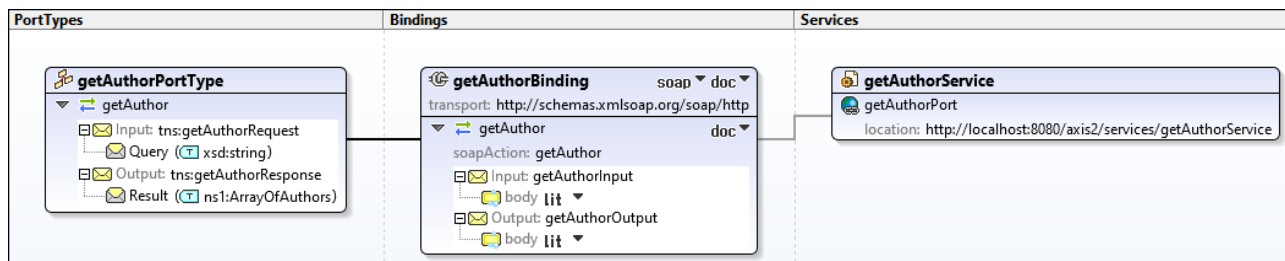 PortTypes
Bindings
Services
getAuthorPortType
getAuthor
Input: tns:getAuthorRequest
Query (T xsd:string)
Output: tns:getAuthorResponse
Result (T ns1:ArrayOfAuthors)
getAuthorBinding soap doc
transport: http://schemas.xmlsoap.org/soap/http
getAuthor doc
soapAction: getAuthor
Input: getAuthorInput
body lit
Output: getAuthorOutput
body lit
getAuthorService
getAuthorPort
location: http://localhost:8080/axis2/services/getAuthorService